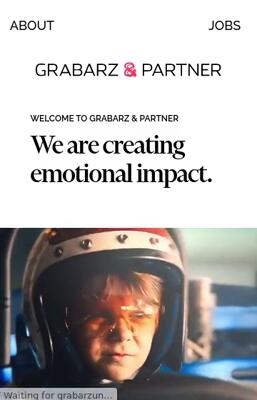 ABOUT
JOBS
GRABARZ & PARTNER
WELCOME TO GRABARZ & PARTNER
We are creating
emotional impact.
Waiting for grabarzun...